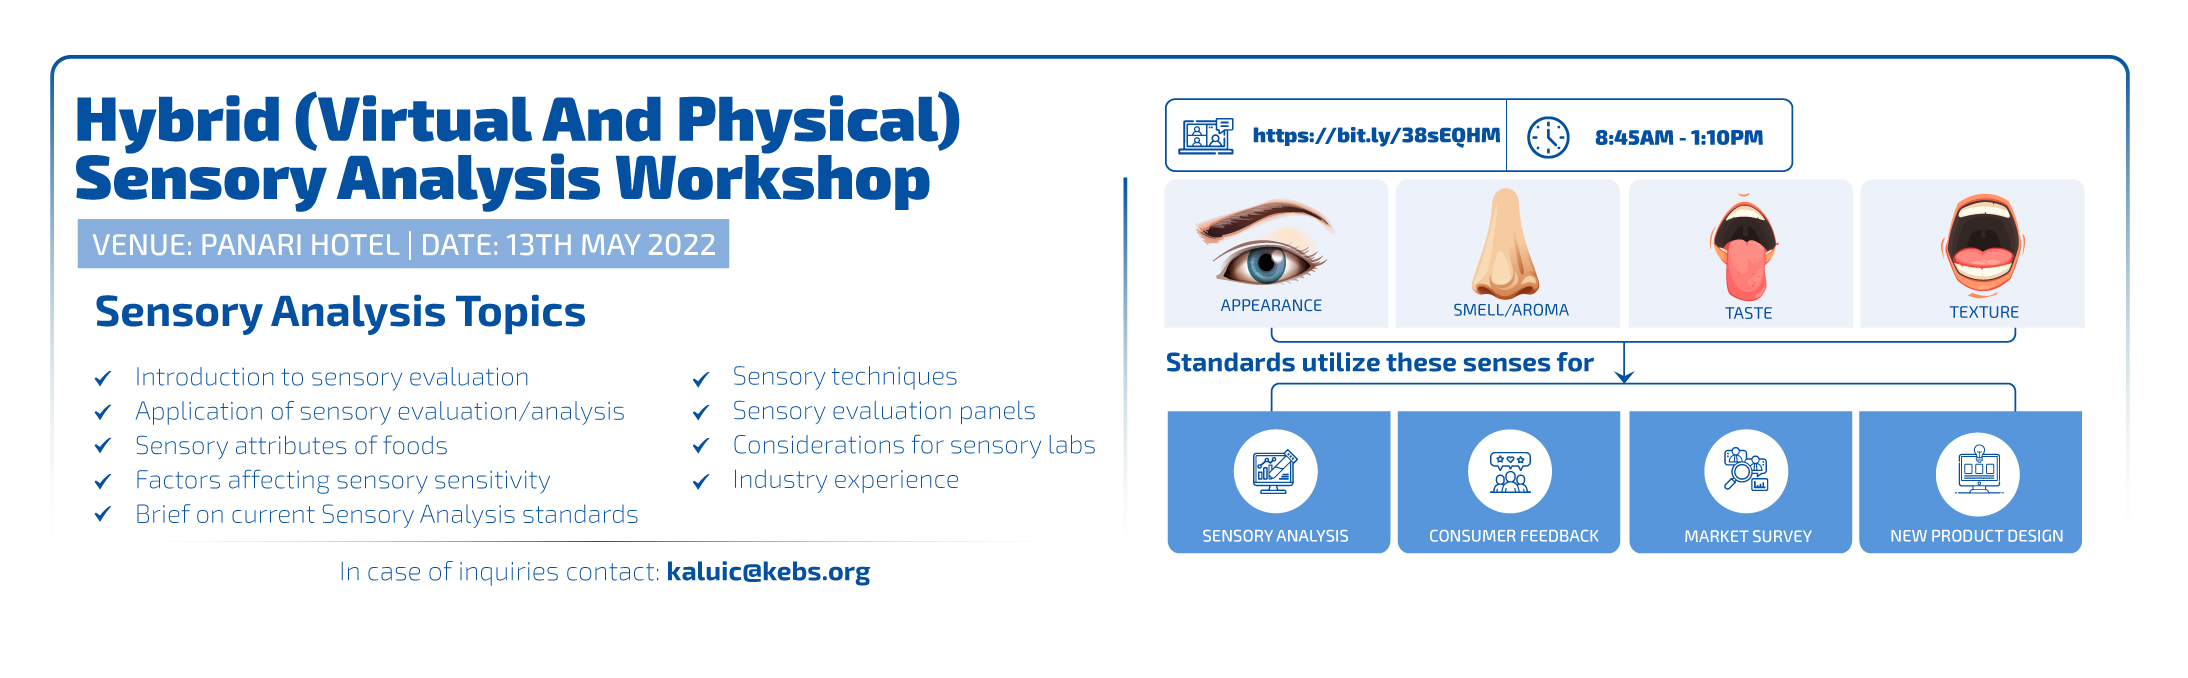 Hybrid (Virtual And Physical)
Sensory Analysis Workshop
VENUE: PANARI HOTEL | DATE: 13TH MAY 2022
Sensory Analysis Topics
Introduction to sensory evaluation
Application of sensory evaluation/analysis
Sensory attributes of foods
Factors affecting sensory sensitivity
Brief on current Sensory Analysis standards
Sensory techniques
Sensory evaluation panels
Considerations for sensory labs
Industry experience
In case of inquiries contact: kaluic@kebs.org
https://bit.ly/38sEQHM
8:45AM - 1:10PM
APPEARANCE
SMELL/AROMA
TASTE
TEXTURE
Standards utilize these senses for
SENSORY ANALYSIS
CONSUMER FEEDBACK
MARKET SURVEY
NEW PRODUCT DESIGN